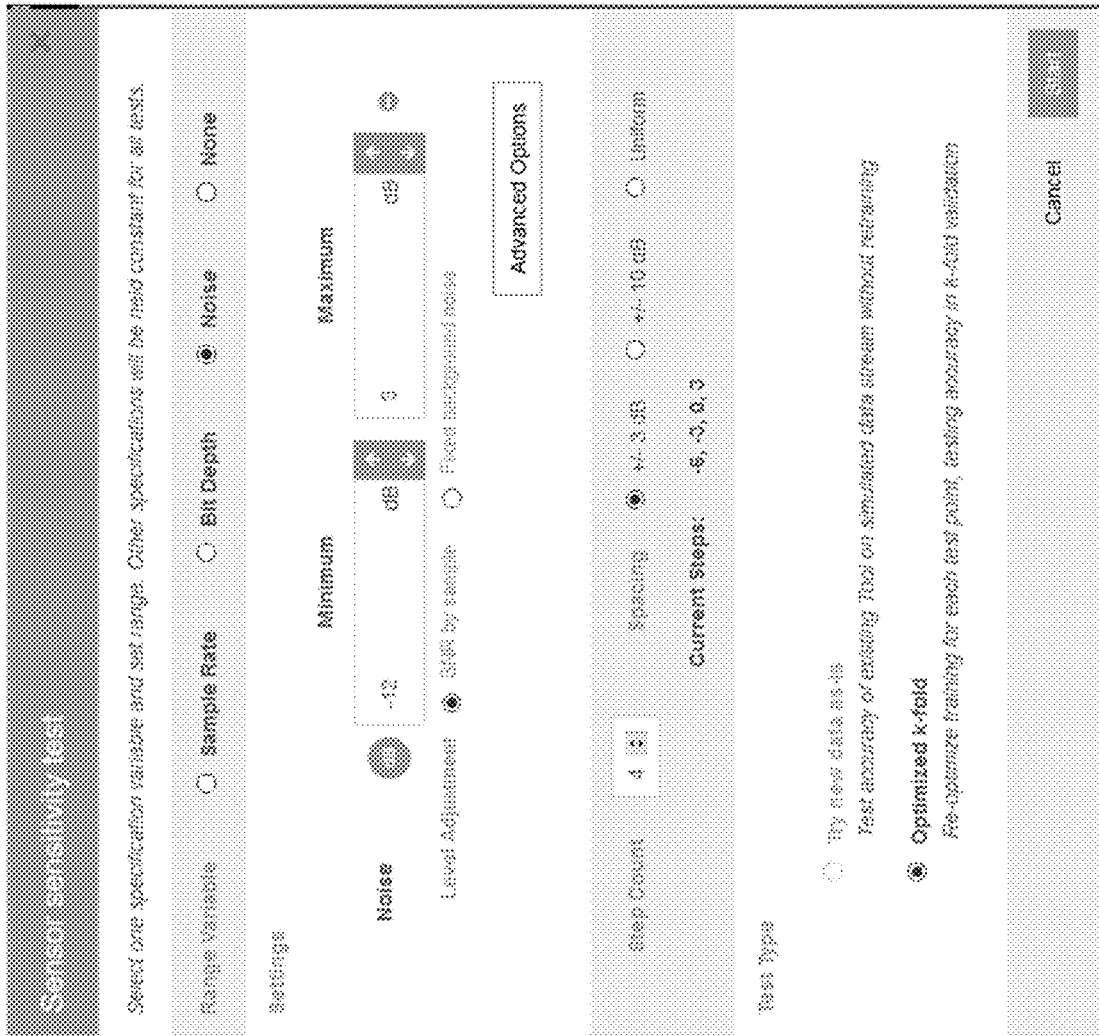 Sensor sensitivity test
Select one specification variable and set range. Other specifications will be held constant for all tests.
Range Variable Sample Rate Bit Depth Noise None
Settings
Minimum Maximum
Noise -12 dB 0 dB
Level Adjustment SNR by sample Fixed background noise
Advanced Options
Step Count 4 Spacing +/- 3 dB +/- 10 dB Uniform
Current Steps: -6, -3, 0, 3
Test Type
Try new data as-is
Test accuracy of existing Tool on simulated data stream without retraining
Optimized k-fold
Re-optimize training for each test point, testing accuracy in k-fold validation
Cancel Start